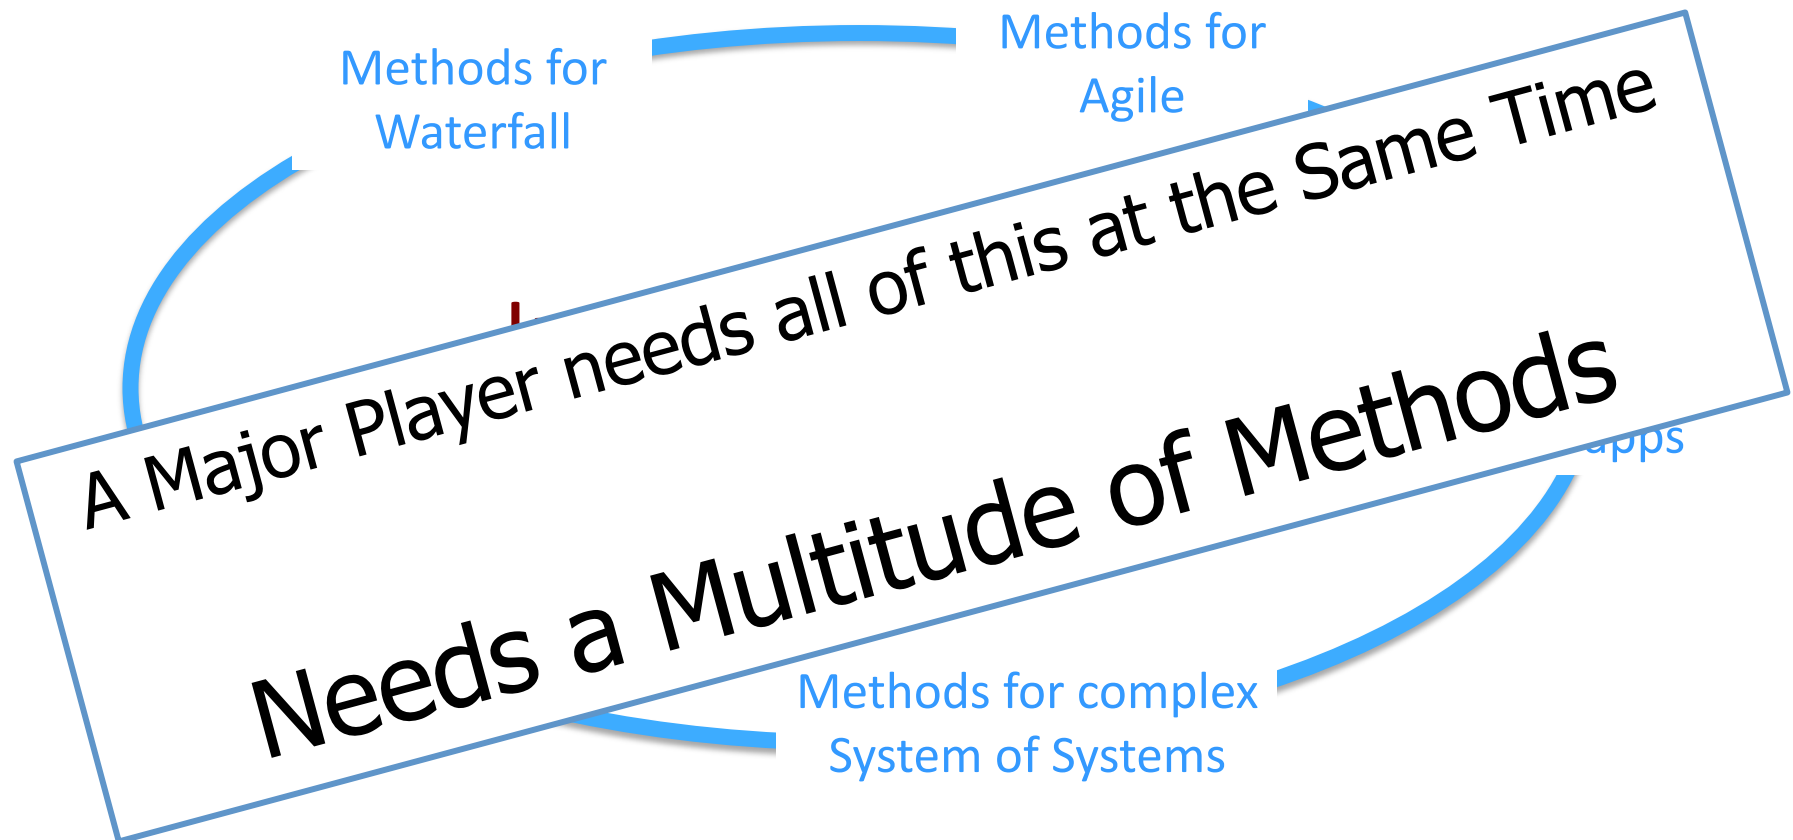 Methods for
Waterfall
Methods for
Agile
A Major Player needs all of this at the Same Time
Needs a Multitude of Methods
apps
Methods for complex
System of Systems